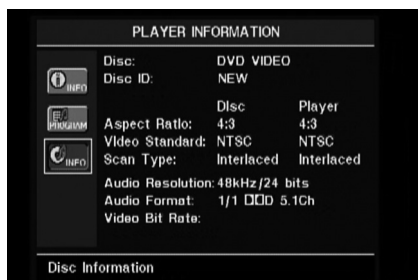 PLAYER INFORMATION
Disc: DVD VIDEO
Disc ID: NEW
INFO
Disc Player
PROGRAM
Aspect Ratio: 4:3 4:3
Video Standard: NTSC NTSC
Scan Type: Interlaced Interlaced
INFO
Audio Resolution: 48kHz/24 bits
Audio Format: 1/1 ▯▯D 5.1Ch
Video Bit Rate:
Disc Information